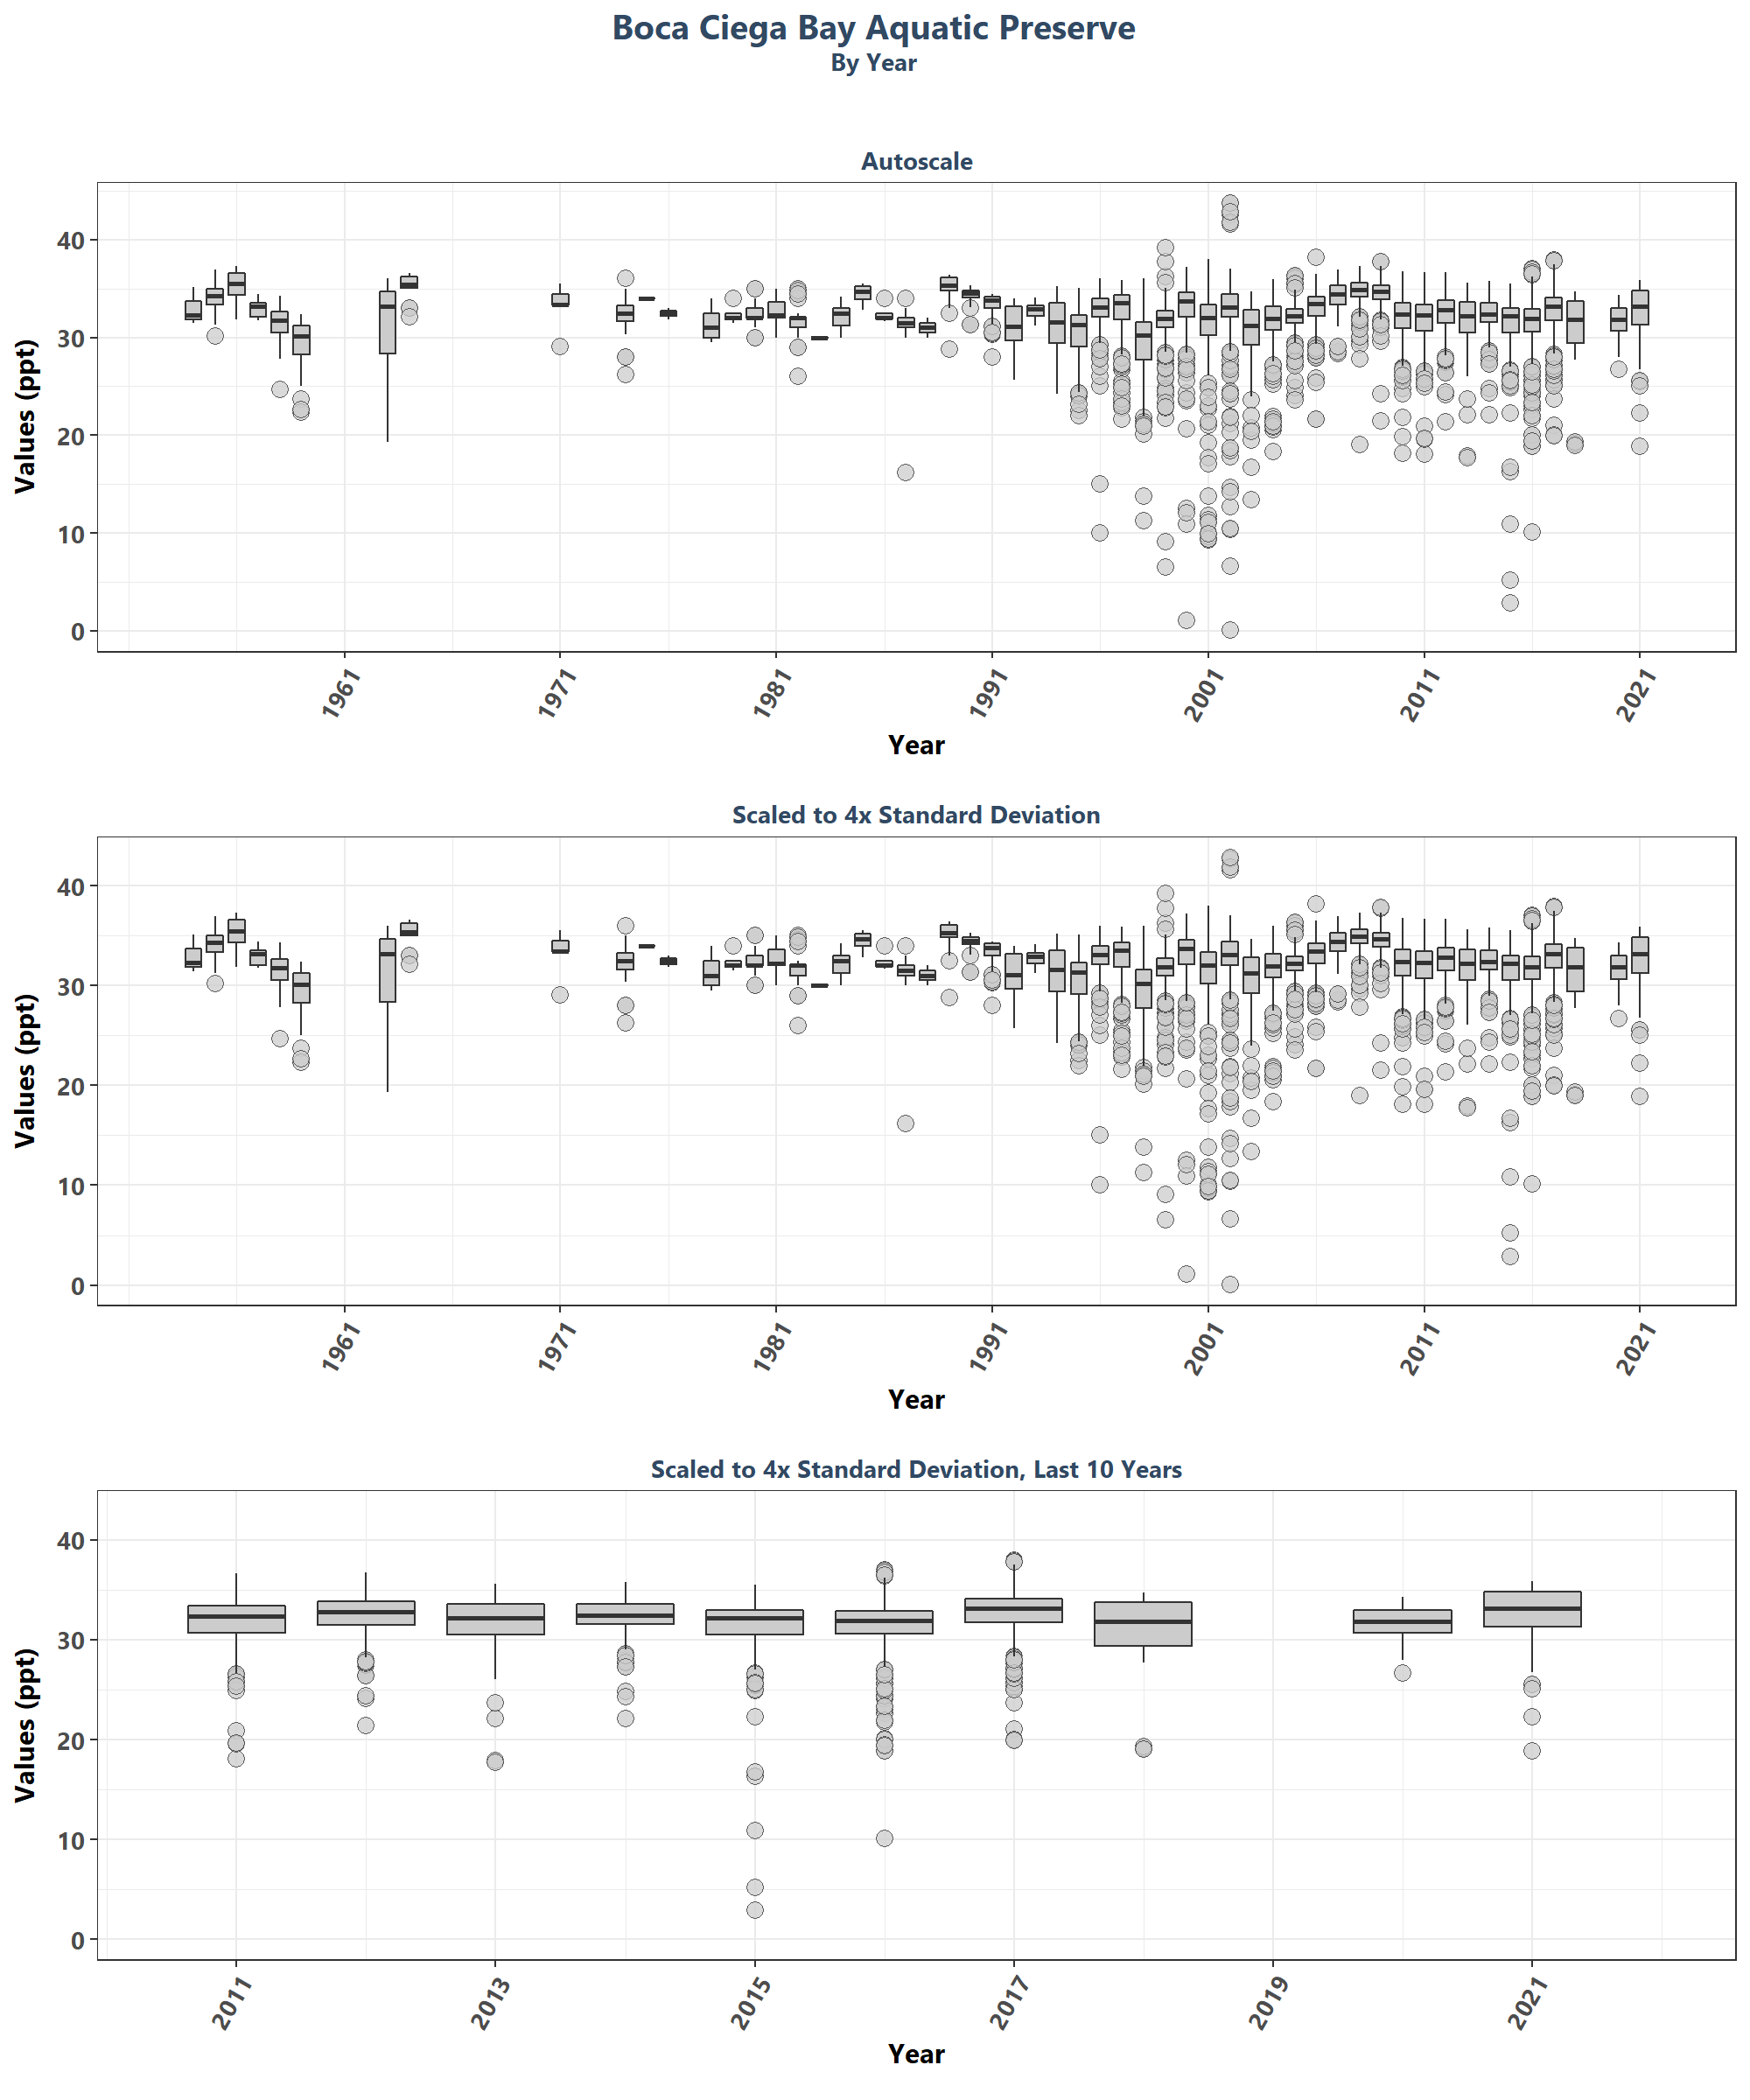 Boca Ciega Bay Aquatic Preserve
By Year
Autoscale
Values (ppt)
40
30
20
10
0
1961 1971 1981 1991 2001 2011 2021
Year
Scaled to 4x Standard Deviation
Values (ppt)
40
30
20
10
0
1961 1971 1981 1991 2001 2011 2021
Year
Scaled to 4x Standard Deviation, Last 10 Years
Values (ppt)
40
30
20
10
0
2011 2013 2015 2017 2019 2021
Year